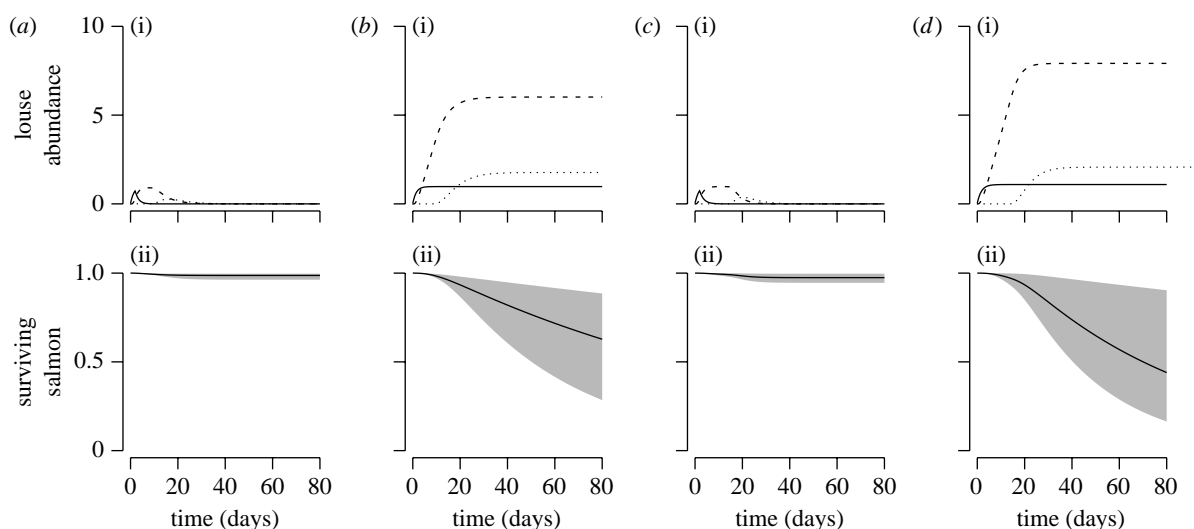 (a) (i) (b) (i) (c) (i) (d) (i)
10
5
0
louse
abundance
(ii) (ii) (ii) (ii)
1.0
0.5
0
surviving
salmon
0 20 40 60 80 0 20 40 60 80 0 20 40 60 80 0 20 40 60 80
time (days) time (days) time (days) time (days)